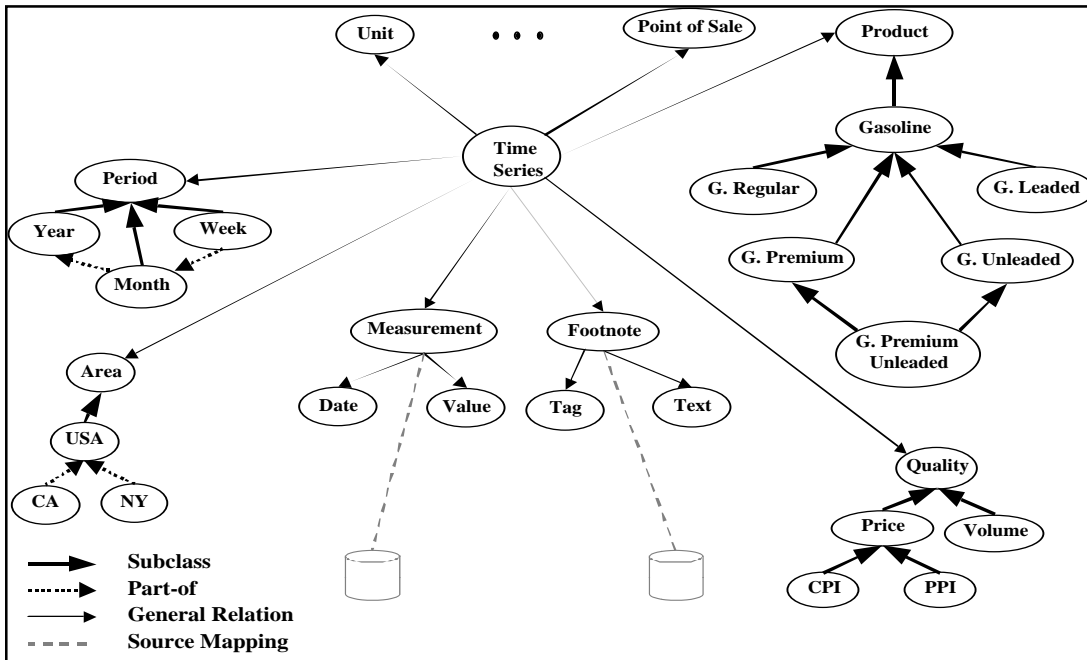 Unit
• • •
Point of Sale
Product
Time
Series
Gasoline
Period
G. Regular
G. Leaded
Year
Week
G. Premium
G. Unleaded
Month
Measurement
Footnote
G. Premium
Unleaded
Area
Date
Value
Tag
Text
USA
Quality
CA
NY
Price
Volume
Subclass
Part-of
CPI
PPI
General Relation
Source Mapping